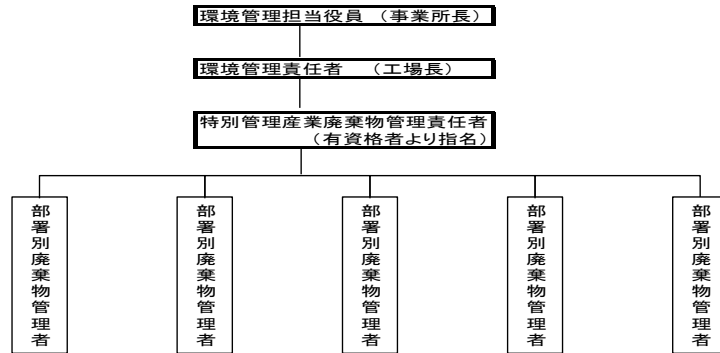 環境管理担当役員 （事業所長）
環境管理責任者 （工場長）
特別管理産業廃棄物管理責任者
（有資格者より指名）
部署別廃棄物管理者
部署別廃棄物管理者
部署別廃棄物管理者
部署別廃棄物管理者
部署別廃棄物管理者